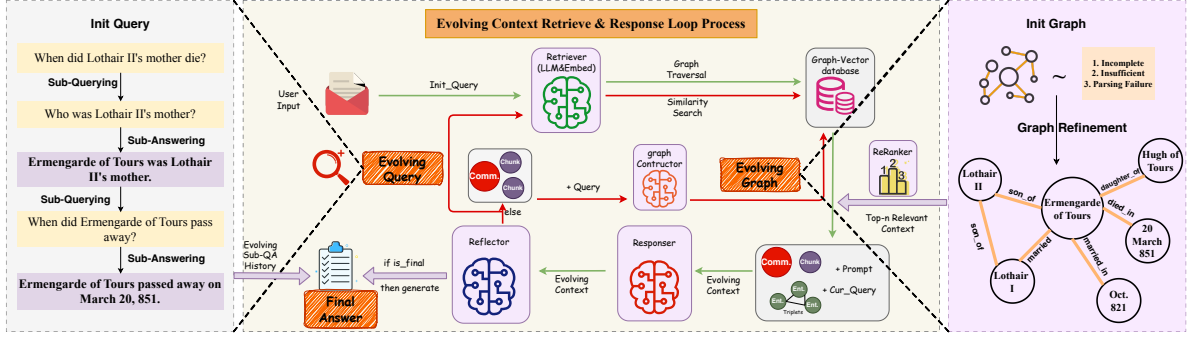 Init Query
When did Lothair II's mother die?
Sub-Querying
Who was Lothair II's mother?
Sub-Answering
Ermengarde of Tours was Lothair
II's mother.
Sub-Querying
When did Ermengarde of Tours pass
away?
Sub-Answering
Ermengarde of Tours passed away on
March 20, 851.
Evolving Context Retrieve & Response Loop Process
User
Input
Init_Query
Retriever
(LLM&Embed)
Graph
Traversal
Similarity
Search
Graph-Vector
database
Evolving
Query
Comm.
Chunk
Chunk
+ Query
graph
Contructor
Evolving
Graph
ReRanker
1
2
3
Top-n Relevant
Context
else
Evolving
Sub-QA
History
Final
Answer
if is_final
then generate
Reflector
Evolving
Context
Responser
Evolving
Context
Comm.
Chunk
+ Prompt
+ Cur_Query
Ent.
Ent.
Ent.
Triplete
Init Graph
~
1. Incomplete
2. Insufficient
3. Parsing Failure
Graph Refinement
Lothair
II
Hugh of
Tours
son_of
daughter_of
Ermengarde
of Tours
died_in
20
March
851
son_of
married
married_in
Lothair
I
Oct.
821